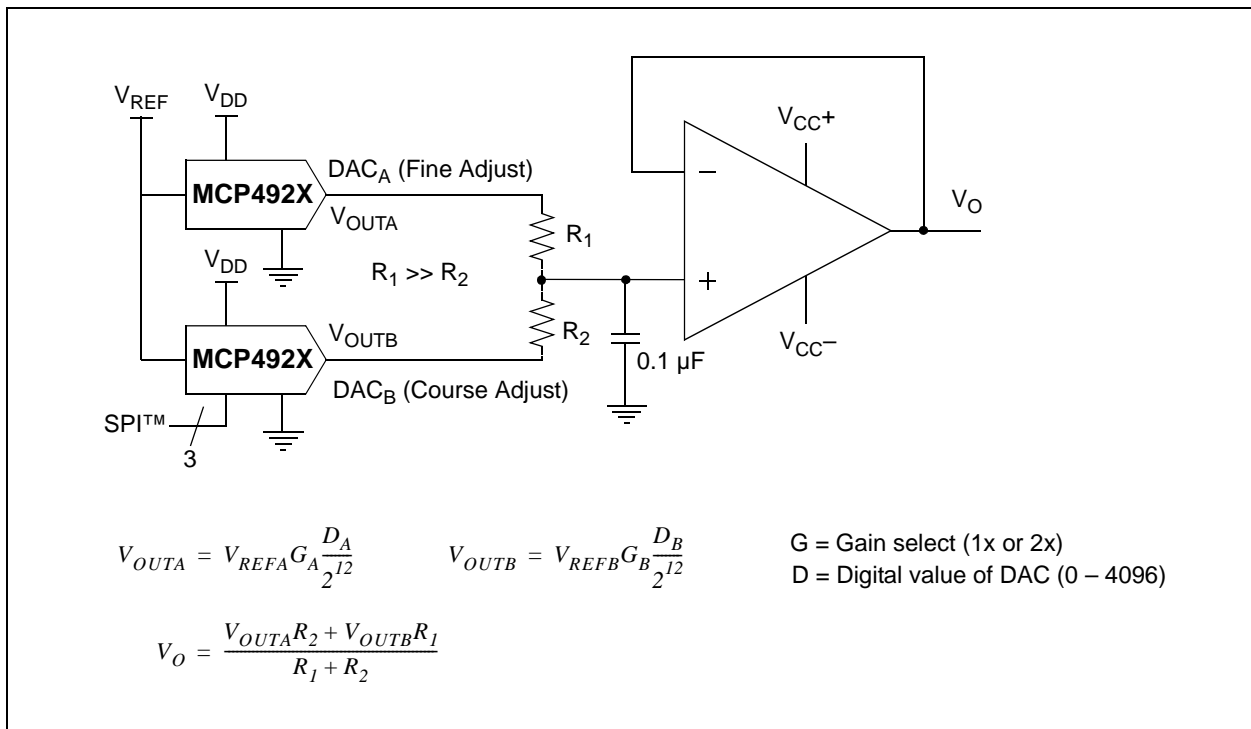 V_REF
V_DD
MCP492X
DAC_A (Fine Adjust)
V_OUTA
V_DD
R_1 >> R_2
R_1
MCP492X
V_OUTB
R_2
DAC_B (Course Adjust)
SPI™
3
0.1 µF
−
+
V_CC+
V_CC−
V_O
V_OUTA = V_REFA G_A D_A / 2^12
V_OUTB = V_REFB G_B D_B / 2^12
G = Gain select (1x or 2x)
D = Digital value of DAC (0 – 4096)
V_O = (V_OUTA R_2 + V_OUTB R_1) / (R_1 + R_2)